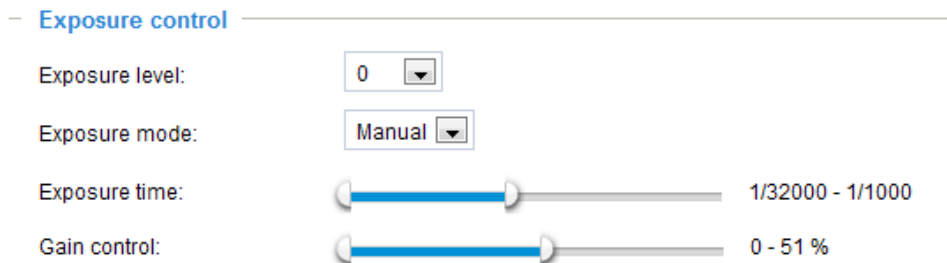 Exposure control
Exposure level: 0
Exposure mode: Manual
Exposure time: 1/32000 - 1/1000
Gain control: 0 - 51 %